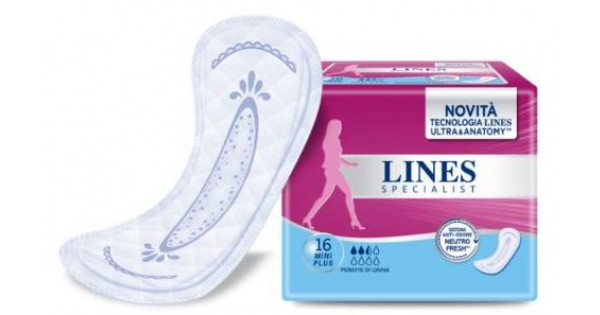 NOVITÀ
TECNOLOGIA LINES
ULTRA&ANATOMY™
LINES
SPECIALIST
16
MINI
PLUS
PERDITE DI URINA
SISTEMA
ANTI-ODORE
NEUTRO
FRESH™